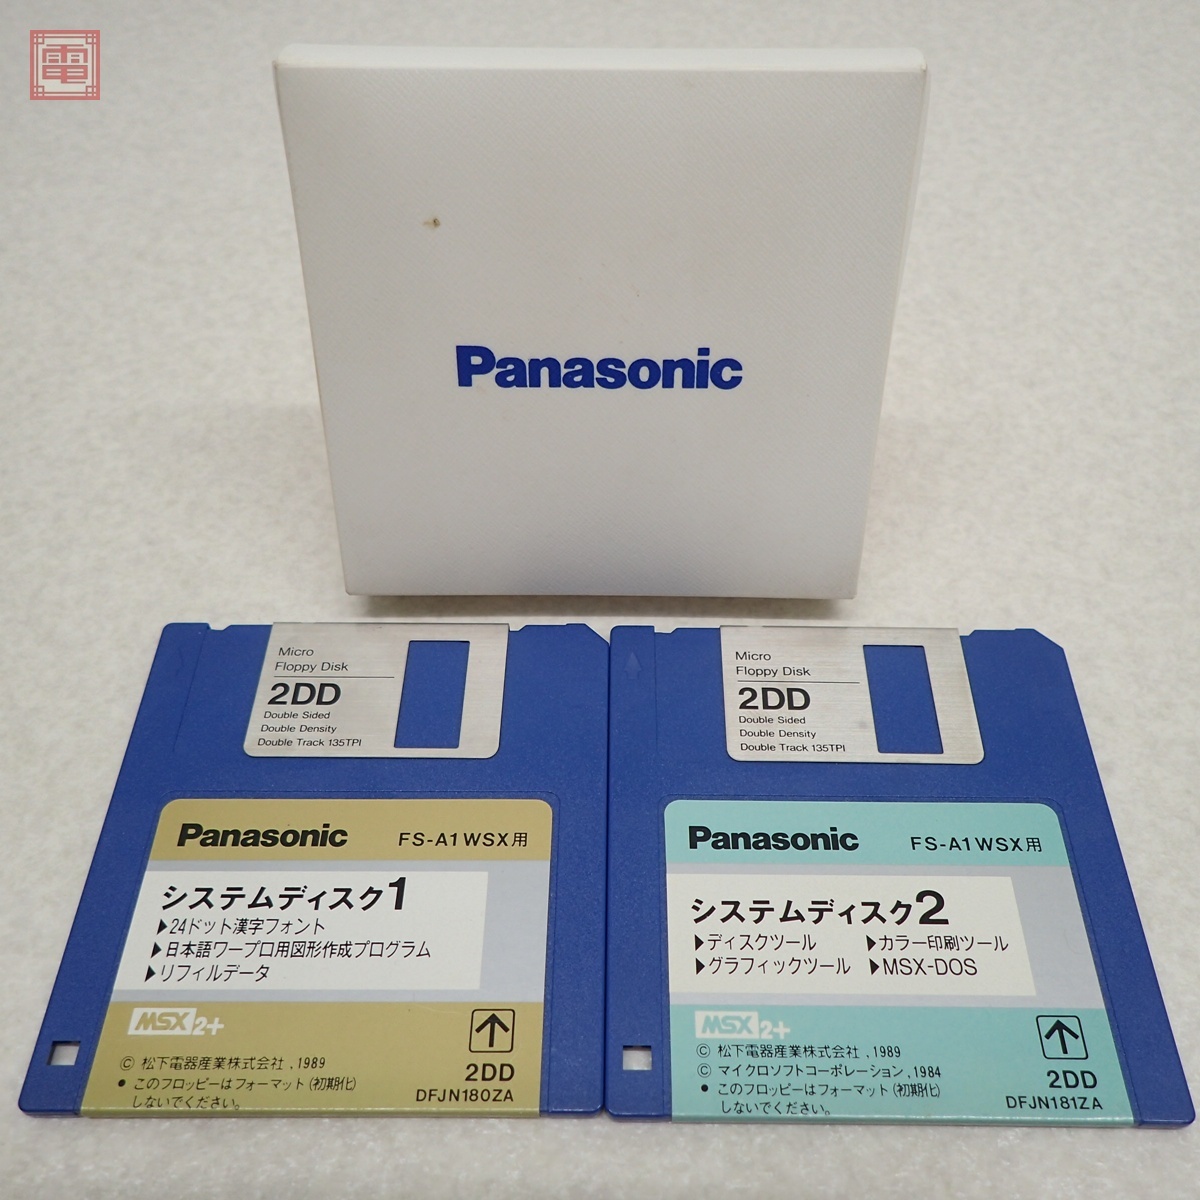 電
Panasonic
Micro
Floppy Disk
2DD
Double Sided
Double Density
Double Track 135TPI
Panasonic FS-A1WSX用
システムディスク1
▶24ドット漢字フォント
▶日本語ワープロ用図形作成プログラム
▶リフィルデータ
MSX2+
© 松下電器産業株式会社,1989
● このフロッピーはフォーマット(初期化)
しないでください。
2DD
DFJN180ZA
Micro
Floppy Disk
2DD
Double Sided
Double Density
Double Track 135TPI
Panasonic FS-A1WSX用
システムディスク2
▶ディスクツール ▶カラー印刷ツール
▶グラフィックツール ▶MSX-DOS
MSX2+
© 松下電器産業株式会社,1989
© マイクロソフトコーポレーション,1984
● このフロッピーはフォーマット(初期化)
しないでください。
2DD
DFJN181ZA